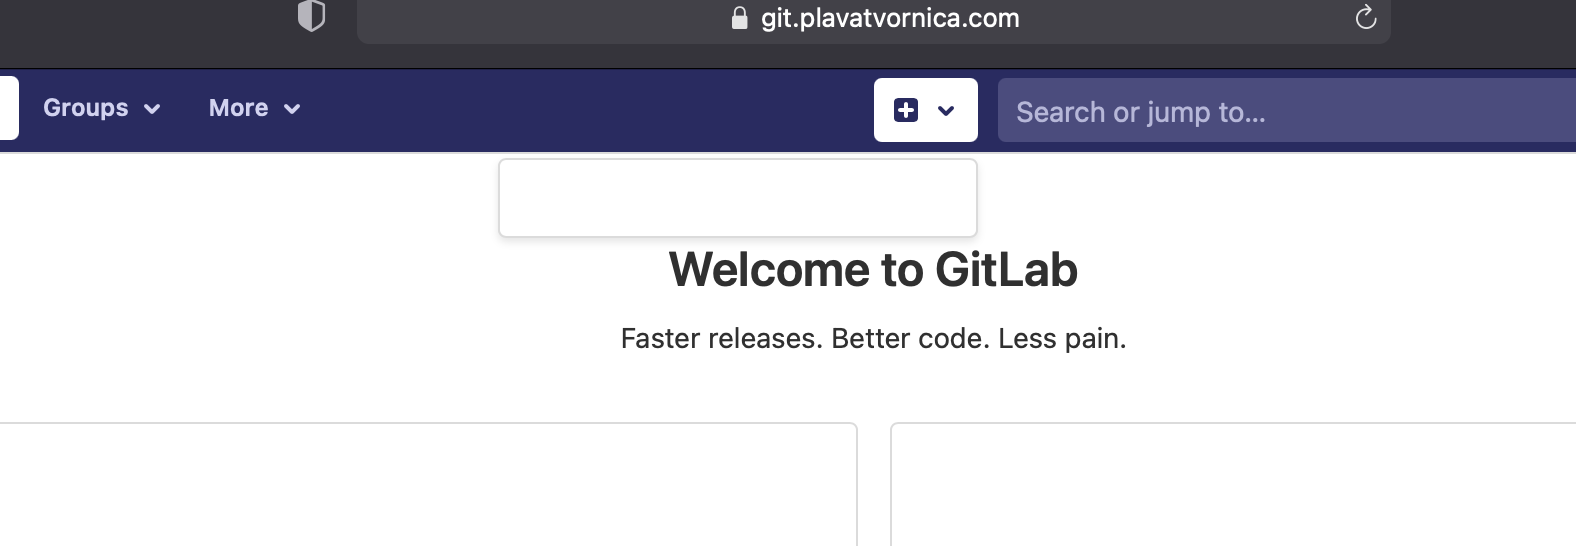 git.plavatvornica.com
Groups More Search or jump to...
Welcome to GitLab
Faster releases. Better code. Less pain.